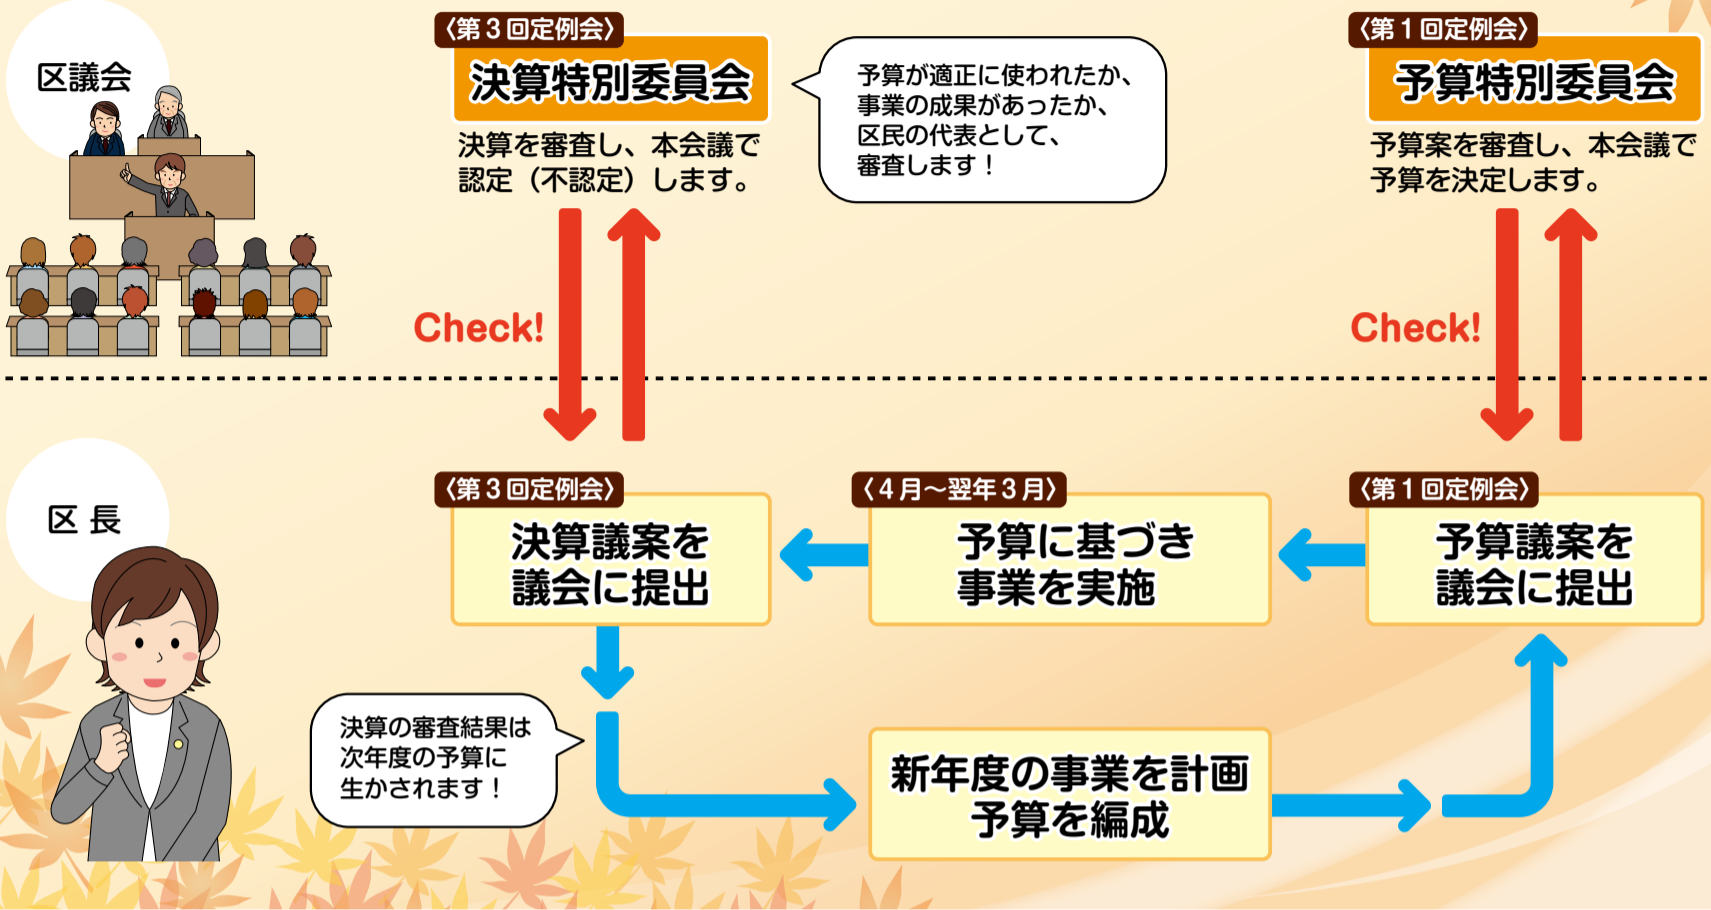 区議会
〈第3回定例会〉
決算特別委員会
決算を審査し、本会議で
認定（不認定）します。
予算が適正に使われたか、
事業の成果があったか、
区民の代表として、
審査します！
〈第1回定例会〉
予算特別委員会
予算案を審査し、本会議で
予算を決定します。
Check!
Check!
区長
〈第3回定例会〉
決算議案を
議会に提出
〈4月～翌年3月〉
予算に基づき
事業を実施
〈第1回定例会〉
予算議案を
議会に提出
決算の審査結果は
次年度の予算に
生かされます！
新年度の事業を計画
予算を編成